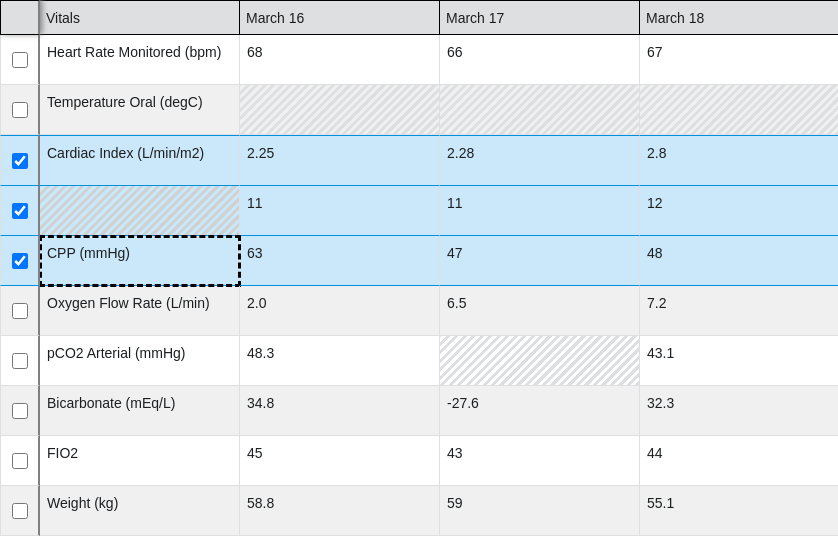 Vitals March 16 March 17 March 18
Heart Rate Monitored (bpm) 68 66 67
Temperature Oral (degC)
Cardiac Index (L/min/m2) 2.25 2.28 2.8
11 11 12
CPP (mmHg) 63 47 48
Oxygen Flow Rate (L/min) 2.0 6.5 7.2
pCO2 Arterial (mmHg) 48.3 43.1
Bicarbonate (mEq/L) 34.8 -27.6 32.3
FIO2 45 43 44
Weight (kg) 58.8 59 55.1